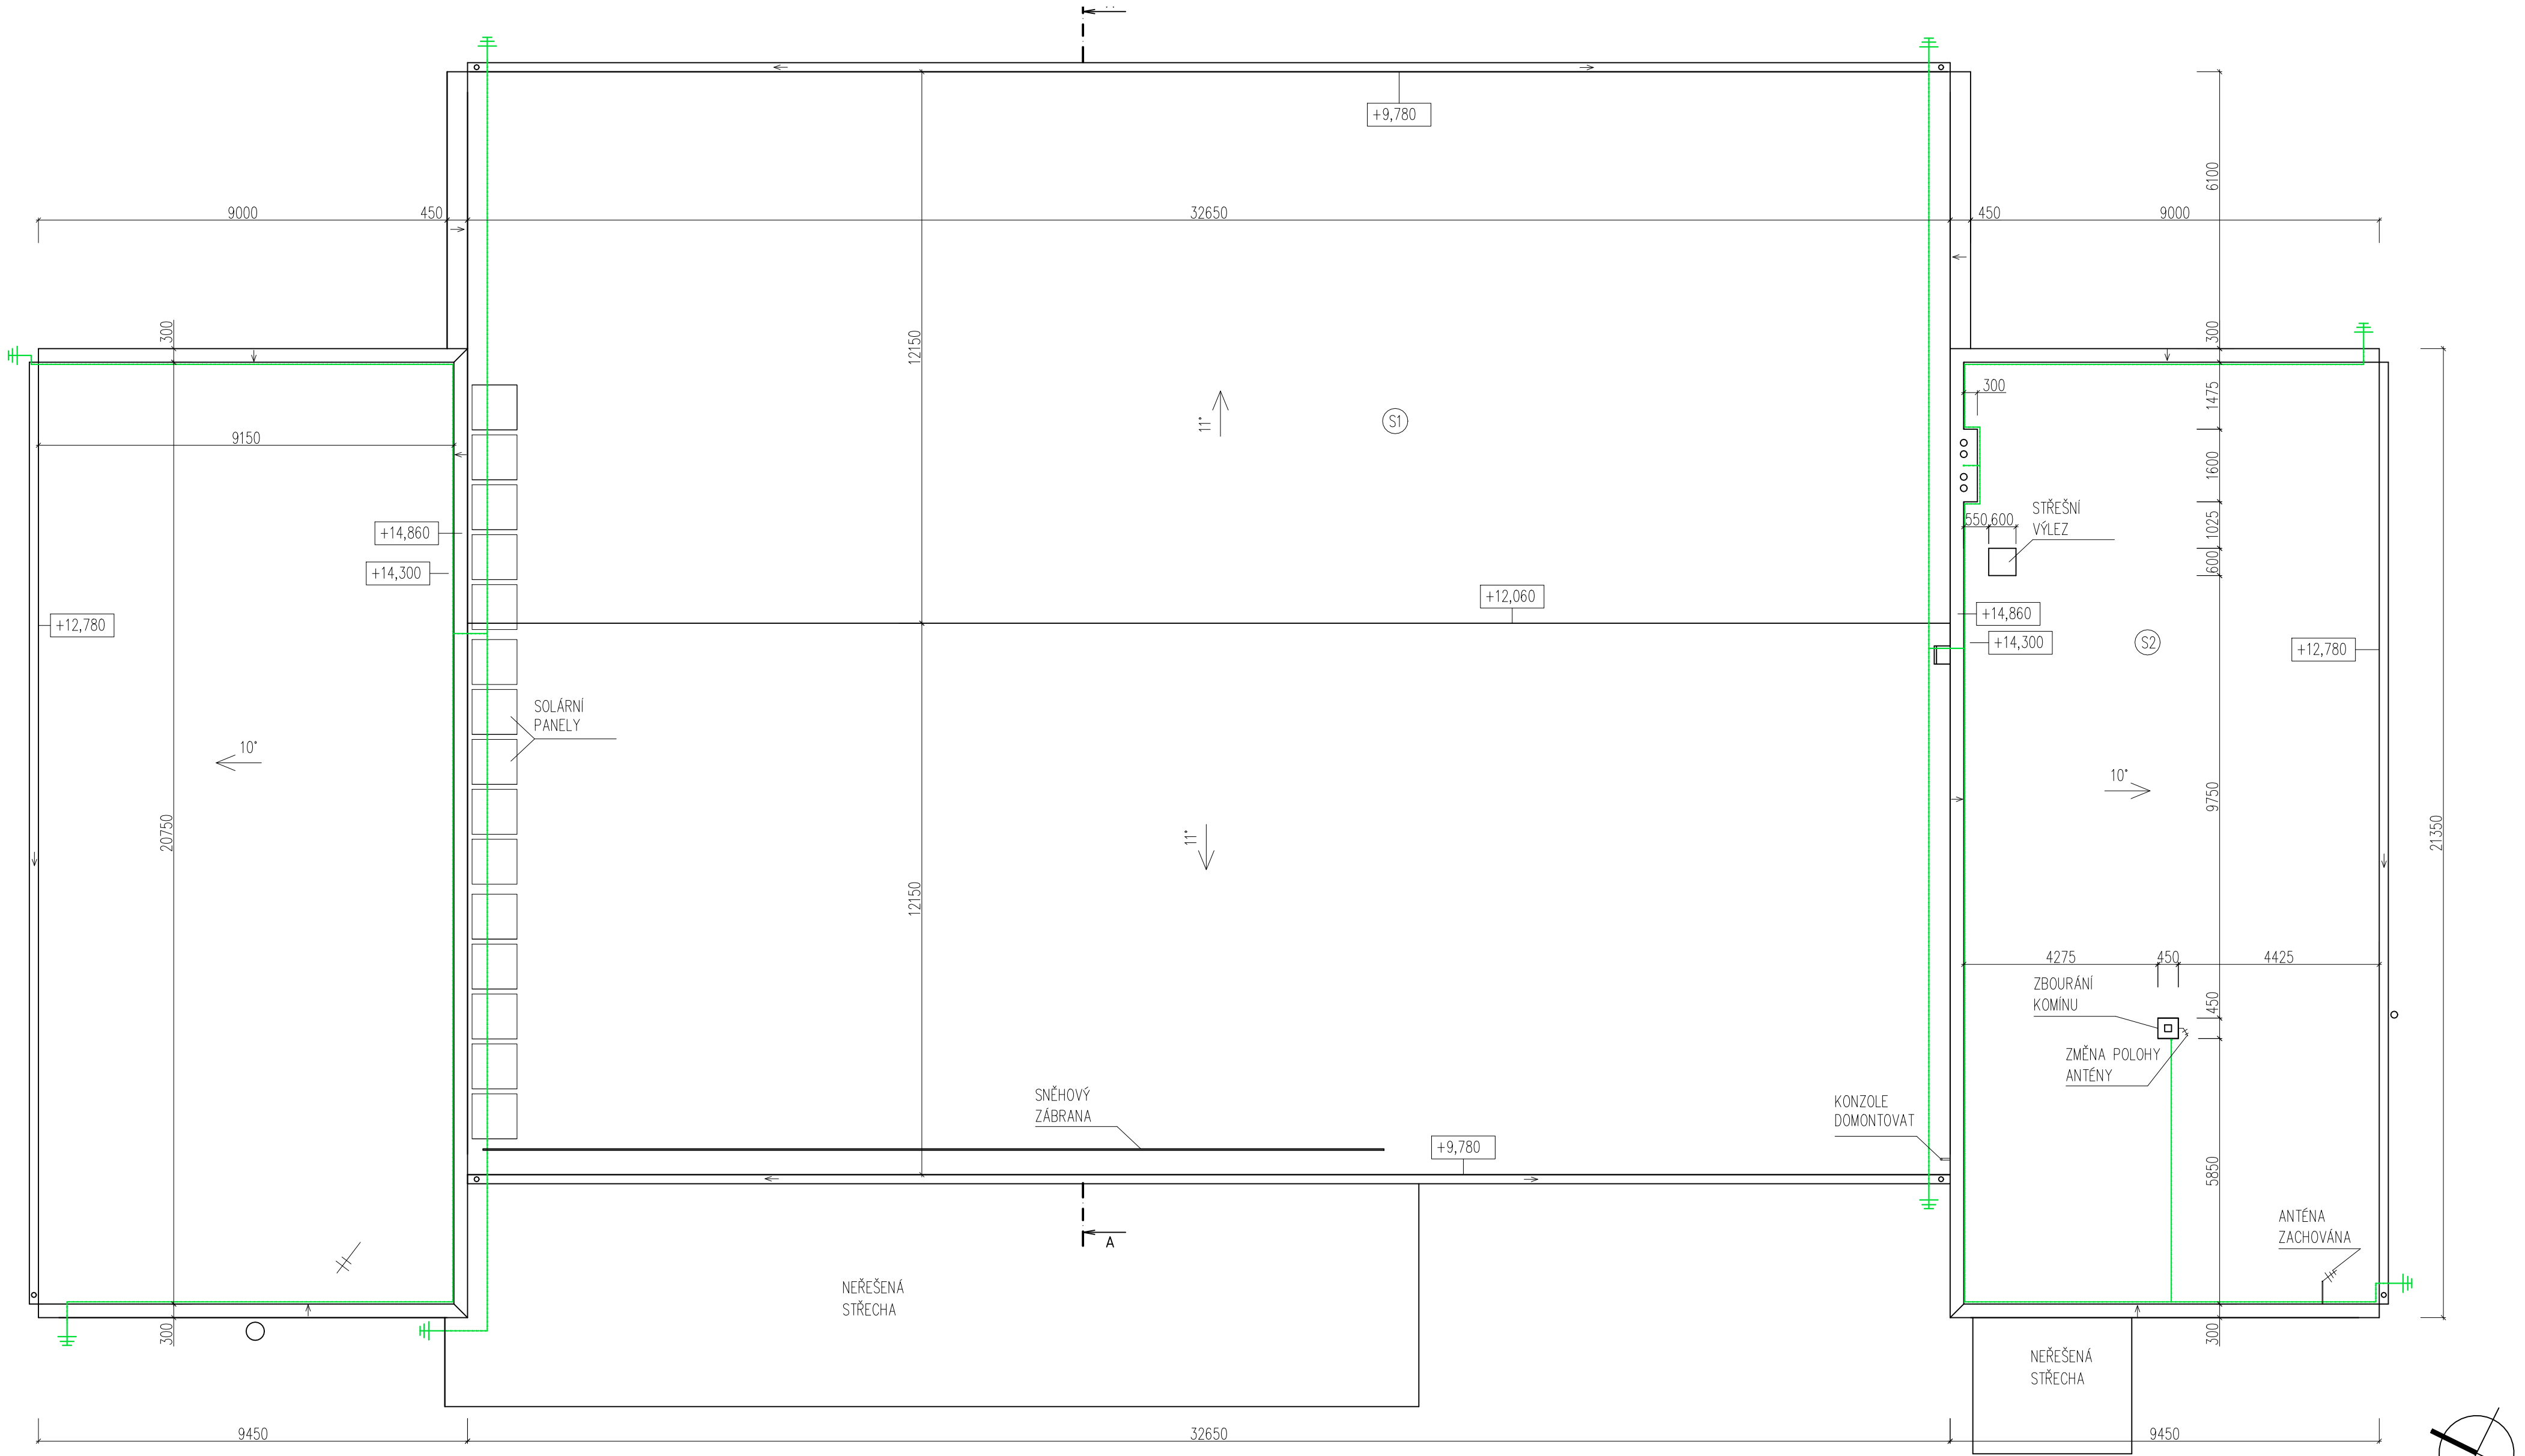 +9,780
6100
9000
450
32650
450
9000
300
12150
300
300
1475
9150
11°
S1
1600
STŘEŠNÍ
VÝLEZ
550
600
1025
+14,860
+14,300
600
+12,060
+12,780
+14,860
+14,300
S2
+12,780
SOLÁRNÍ
PANELY
10°
10°
9750
20750
11°
21350
12150
4275
450
4425
ZBOURÁNÍ
KOMÍNU
450
ZMĚNA POLOHY
ANTÉNY
SNĚHOVÝ
ZÁBRANA
KONZOLE
DOMONTOVAT
+9,780
5850
ANTÉNA
ZACHOVÁNA
A
NEŘEŠENÁ
STŘECHA
300
300
NEŘEŠENÁ
STŘECHA
9450
32650
9450